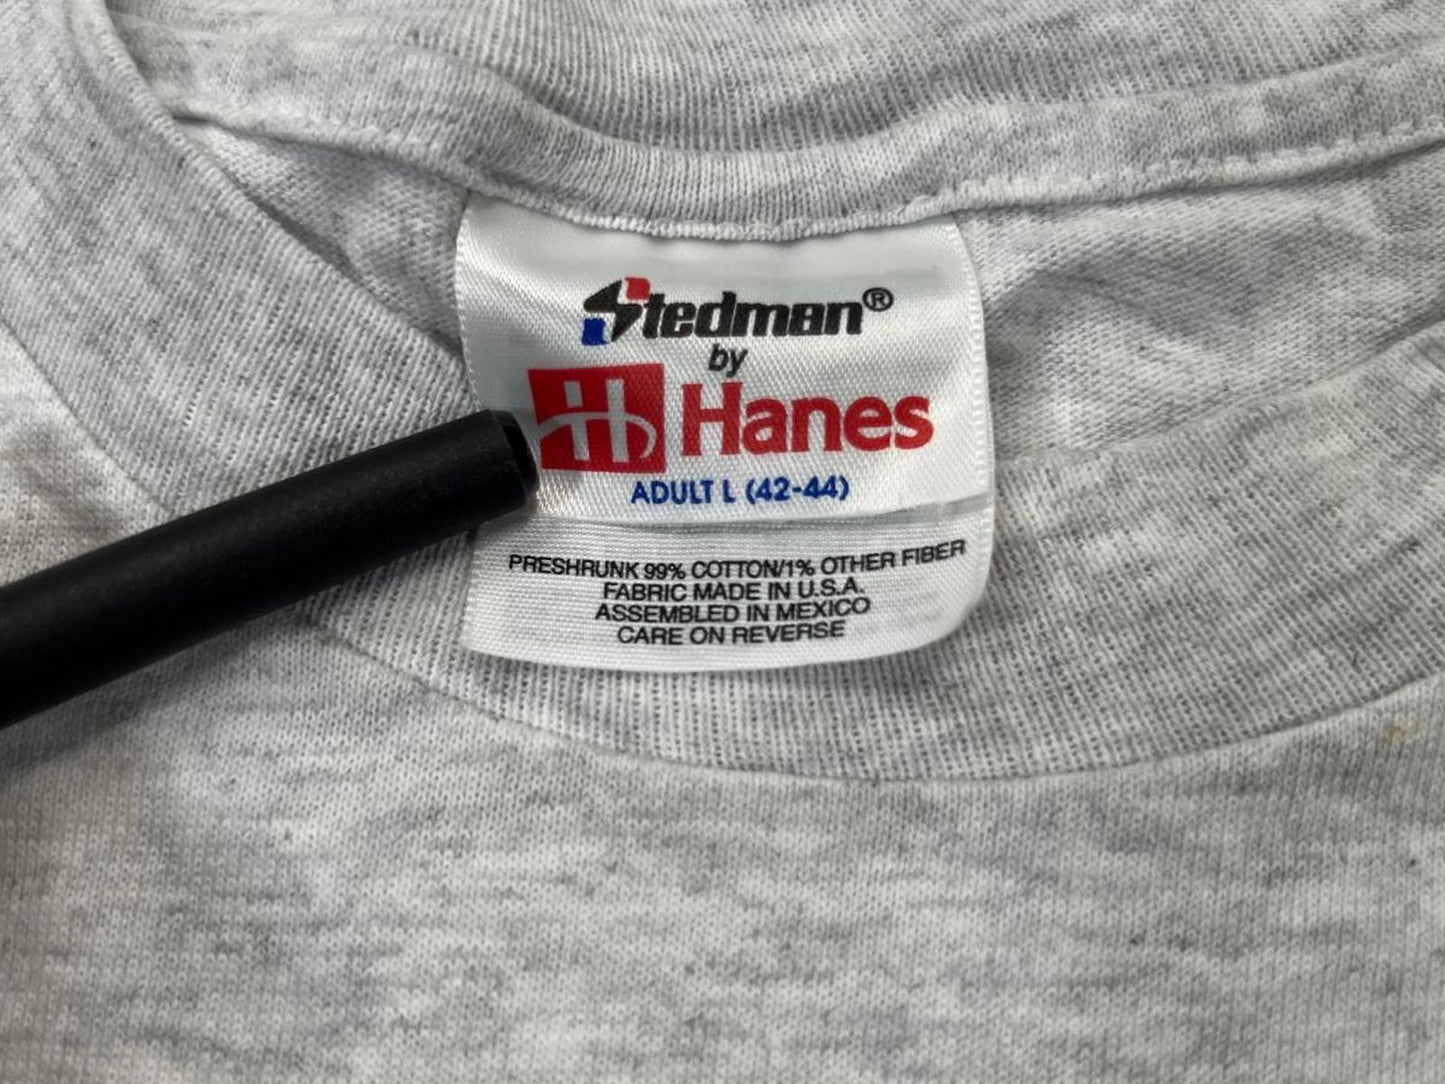 Stedman®
by
H Hanes
ADULT L (42-44)
PRESHRUNK 99% COTTON/1% OTHER FIBER
FABRIC MADE IN U.S.A.
ASSEMBLED IN MEXICO
CARE ON REVERSE